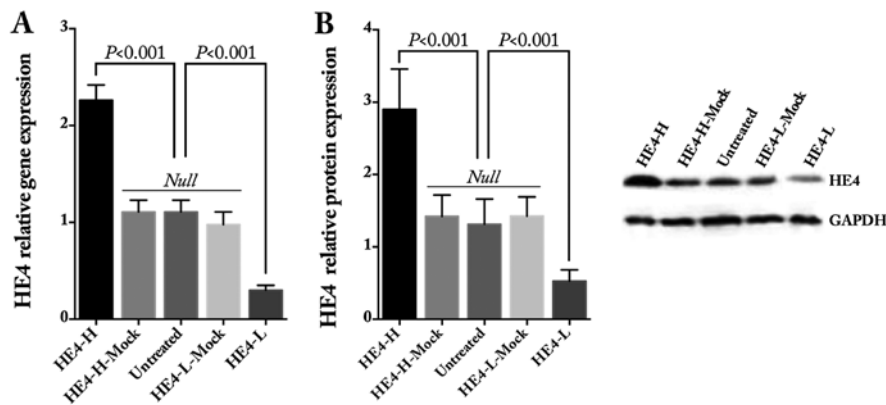 A
HE4 relative gene expression
3
2
1
0
P<0.001
P<0.001
Null
HE4-H
HE4-H-Mock
Untreated
HE4-L-Mock
HE4-L
B
HE4 relative protein expression
4
3
2
1
0
P<0.001
P<0.001
Null
HE4-H
HE4-H-Mock
Untreated
HE4-L-Mock
HE4-L
HE4-H
HE4-H-Mock
Untreated
HE4-L-Mock
HE4-L
HE4
GAPDH